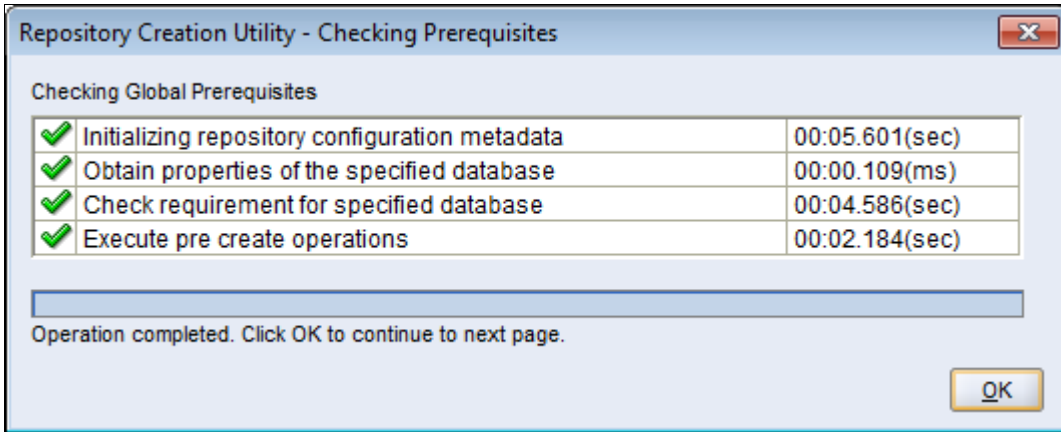 Repository Creation Utility - Checking Prerequisites
Checking Global Prerequisites
Initializing repository configuration metadata 00:05.601(sec)
Obtain properties of the specified database 00:00.109(ms)
Check requirement for specified database 00:04.586(sec)
Execute pre create operations 00:02.184(sec)
Operation completed. Click OK to continue to next page.
OK